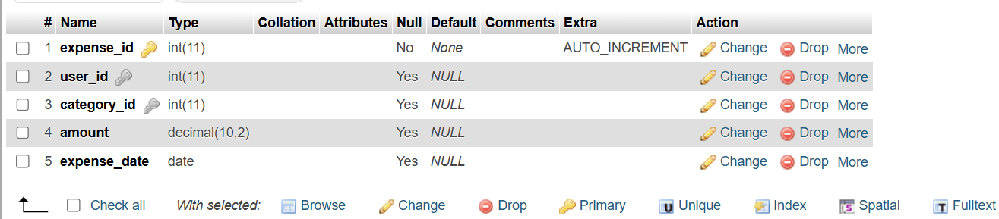 # Name Type Collation Attributes Null Default Comments Extra Action
1 expense_id int(11) No None AUTO_INCREMENT Change Drop More
2 user_id int(11) Yes NULL Change Drop More
3 category_id int(11) Yes NULL Change Drop More
4 amount decimal(10,2) Yes NULL Change Drop More
5 expense_date date Yes NULL Change Drop More
Check all With selected: Browse Change Drop Primary U Unique Index S Spatial T Fulltext